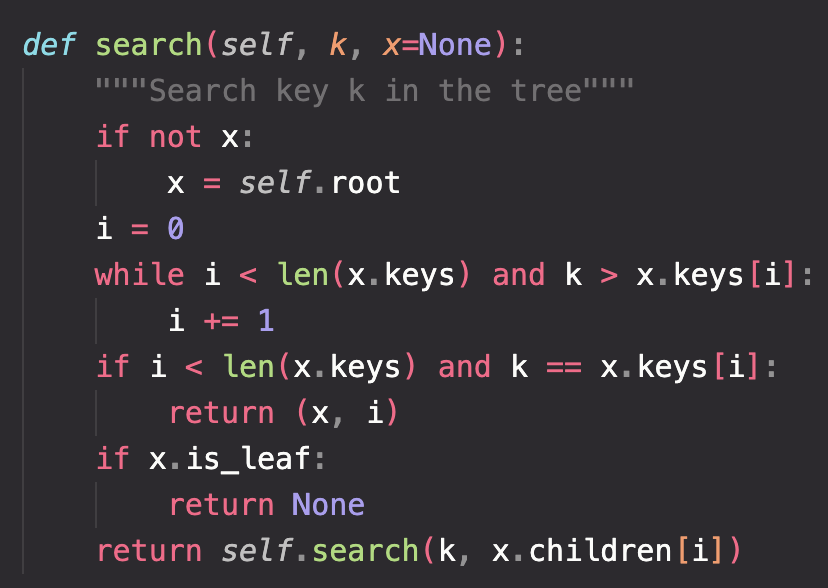 def search(self, k, x=None):
    """Search key k in the tree"""
    if not x:
        x = self.root
    i = 0
    while i < len(x.keys) and k > x.keys[i]:
        i += 1
    if i < len(x.keys) and k == x.keys[i]:
        return (x, i)
    if x.is_leaf:
        return None
    return self.search(k, x.children[i])